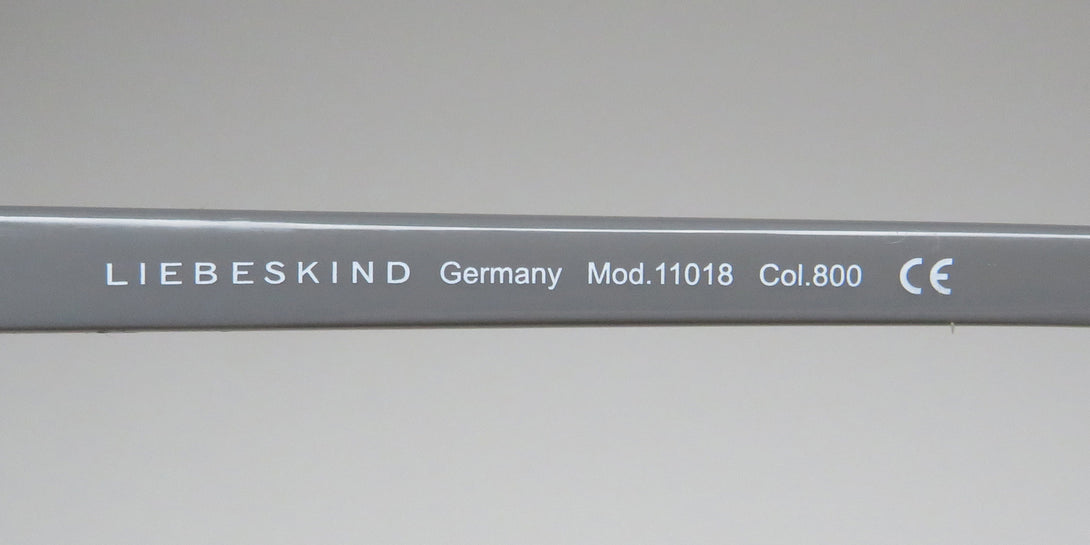 LIEBESKIND Germany Mod.11018 Col.800 CE